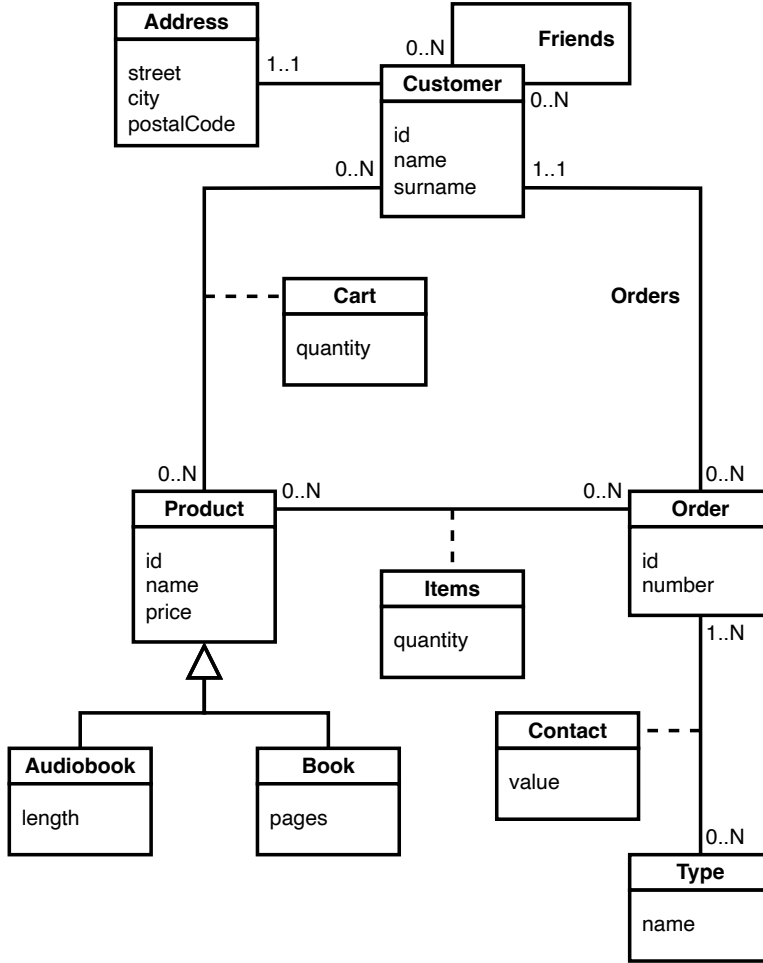 Address
street
city
postalCode
1..1
0..N
Friends
Customer
0..N
id
name
surname
0..N
1..1
Cart
quantity
Orders
0..N
0..N
0..N
0..N
Product
id
name
price
Order
id
number
Items
quantity
1..N
Contact
value
Audiobook
length
Book
pages
0..N
Type
name